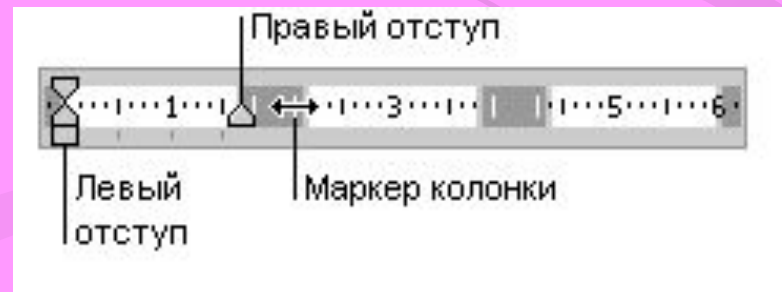 Правый отступ
1 3 5 6
Левый
отступ
Маркер колонки